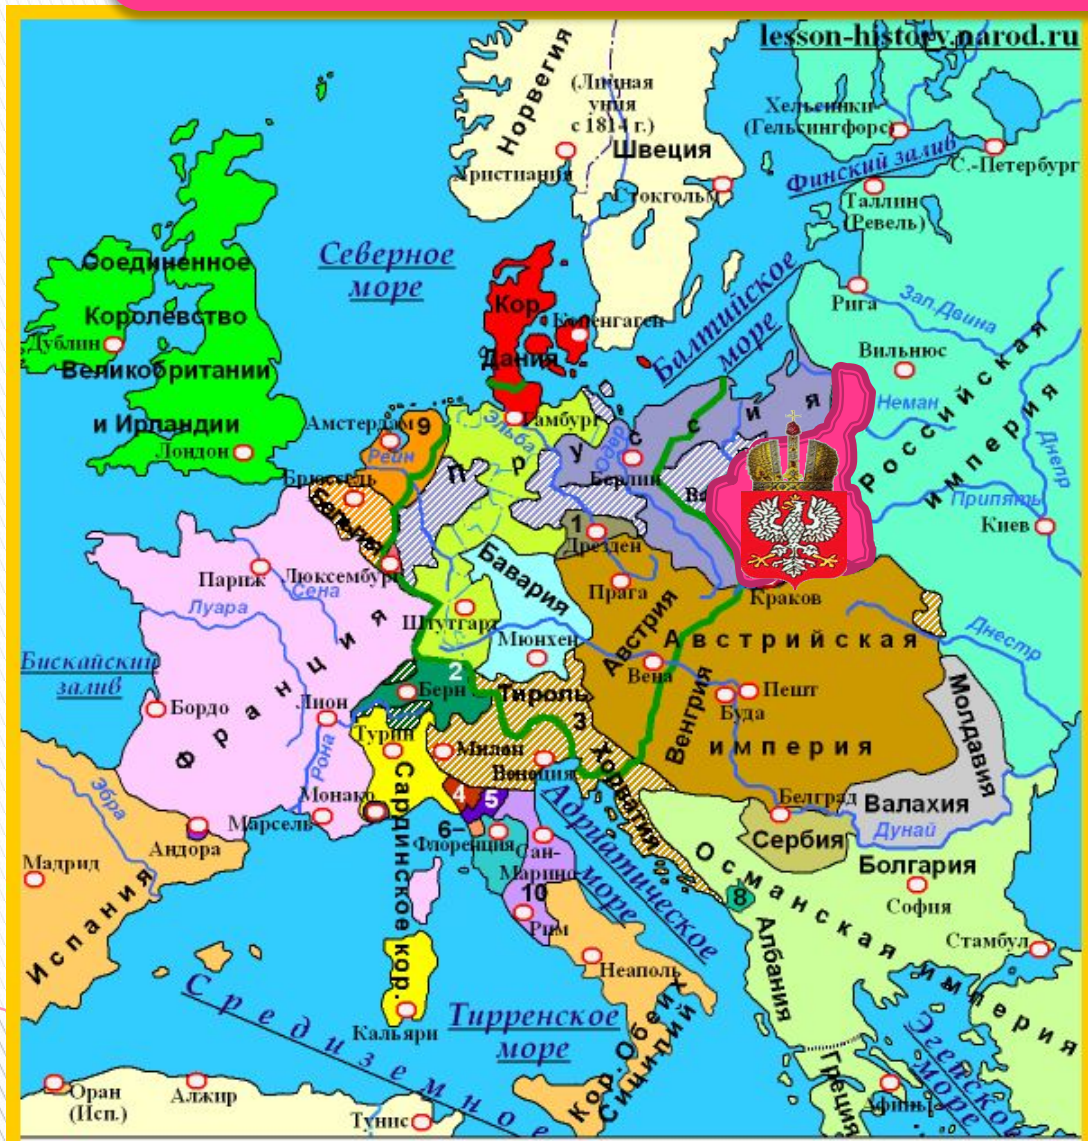 lesson-history.narod.ru
Норвегия
(Личная
уния
с 1814 г.)
Швеция
Христиания
Стокгольм
Хельсинки
(Гельсингфорс)
Финский залив
С.-Петербург
Таллин
(Ревель)
Северное
море
Соединенное
Королевство
Великобритании
и Ирландии
Дублин
Лондон
Кор.
Дания
Копенгаген
Балтийское
море
Рига
Зап.Двина
Вильнюс
Неман
Российская
империя
Днепр
Припять
Киев
Амстердам
9
Рейн
Гамбург
Эльба
Пруссия
Одер
Берлин
Брюссель
Бельгия
Люксембург
1
Дрезден
Париж
Сена
Луара
Франция
Бавария
Прага
Краков
Штутгарт
Мюнхен
Австрия
Австрийская
империя
Вена
Днестр
Бискайский
залив
2
Берн
Тироль
3
Венгрия
Пешт
Буда
Молдавия
Бордо
Лион
Рона
Турин
Милан
Венеция
Хорватия
Эбра
Монако
Марсель
Андора
Сардинское кор.
4
5
6–
Флоренция
Сан-
Марино
10
Рим
Адриатическое
море
Белград
Сербия
Валахия
Дунай
Болгария
София
Османская империя
8
Албания
Стамбул
Мадрид
Испания
Неаполь
Кальяри
Тирренское
море
Кор.Обеих
Сицилий
Средиземное
Греция
Афины
Эгейское
море
Оран
(Исп.)
Алжир
Тунис